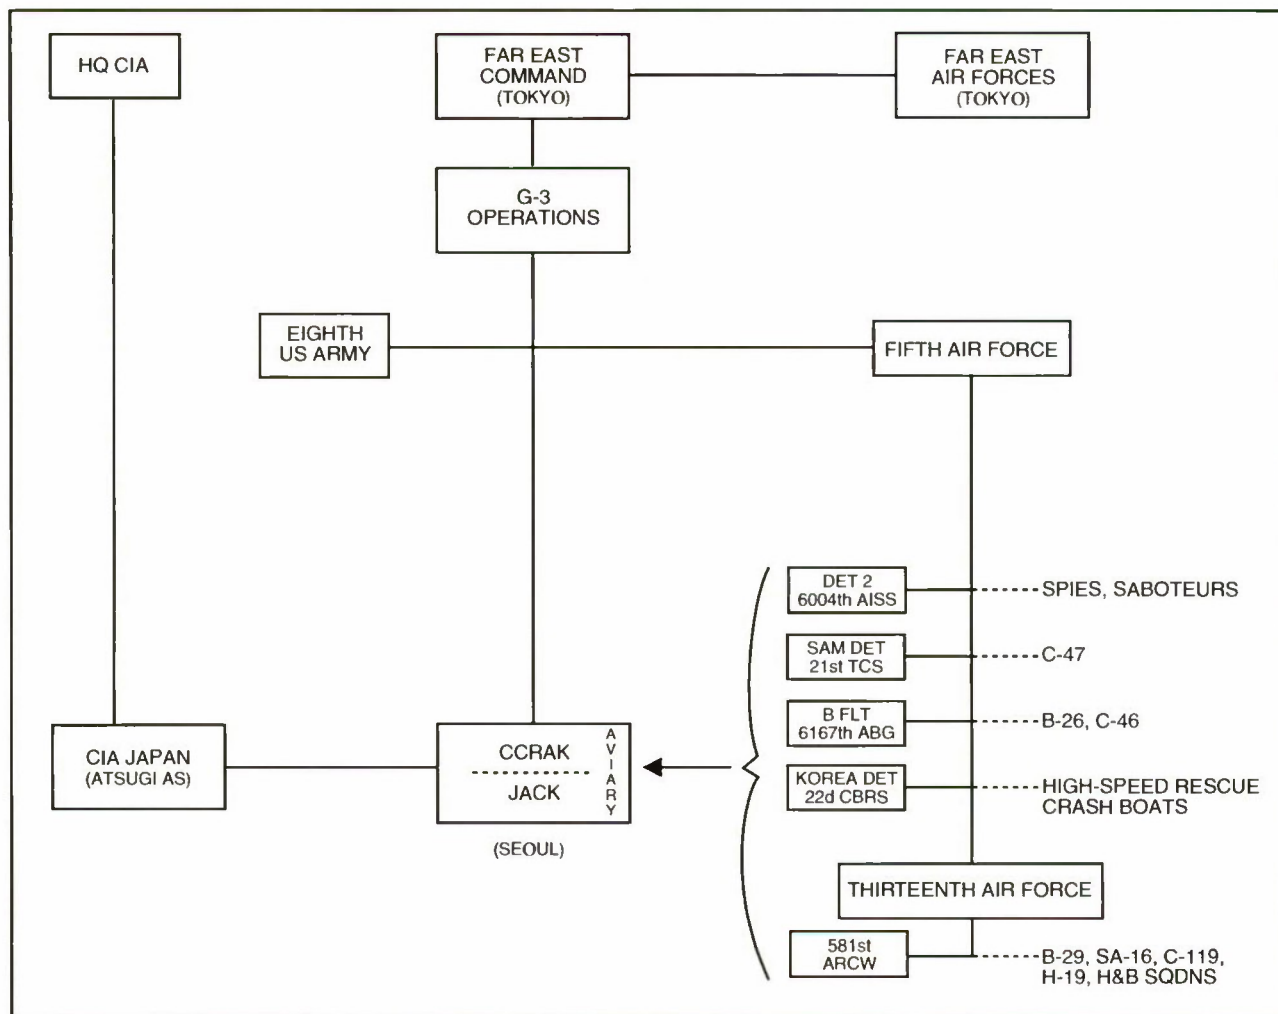 HQ CIA
FAR EAST
COMMAND
(TOKYO)
FAR EAST
AIR FORCES
(TOKYO)
G-3
OPERATIONS
EIGHTH
US ARMY
FIFTH AIR FORCE
DET 2
6004th AISS
SPIES, SABOTEURS
SAM DET
21st TCS
C-47
B FLT
6167th ABG
B-26, C-46
CIA JAPAN
(ATSUGI AS)
CCRAK
JACK
AVIARY
(SEOUL)
KOREA DET
22d CBRS
HIGH-SPEED RESCUE
CRASH BOATS
THIRTEENTH AIR FORCE
581st
ARCW
B-29, SA-16, C-119,
H-19, H&B SQDNS